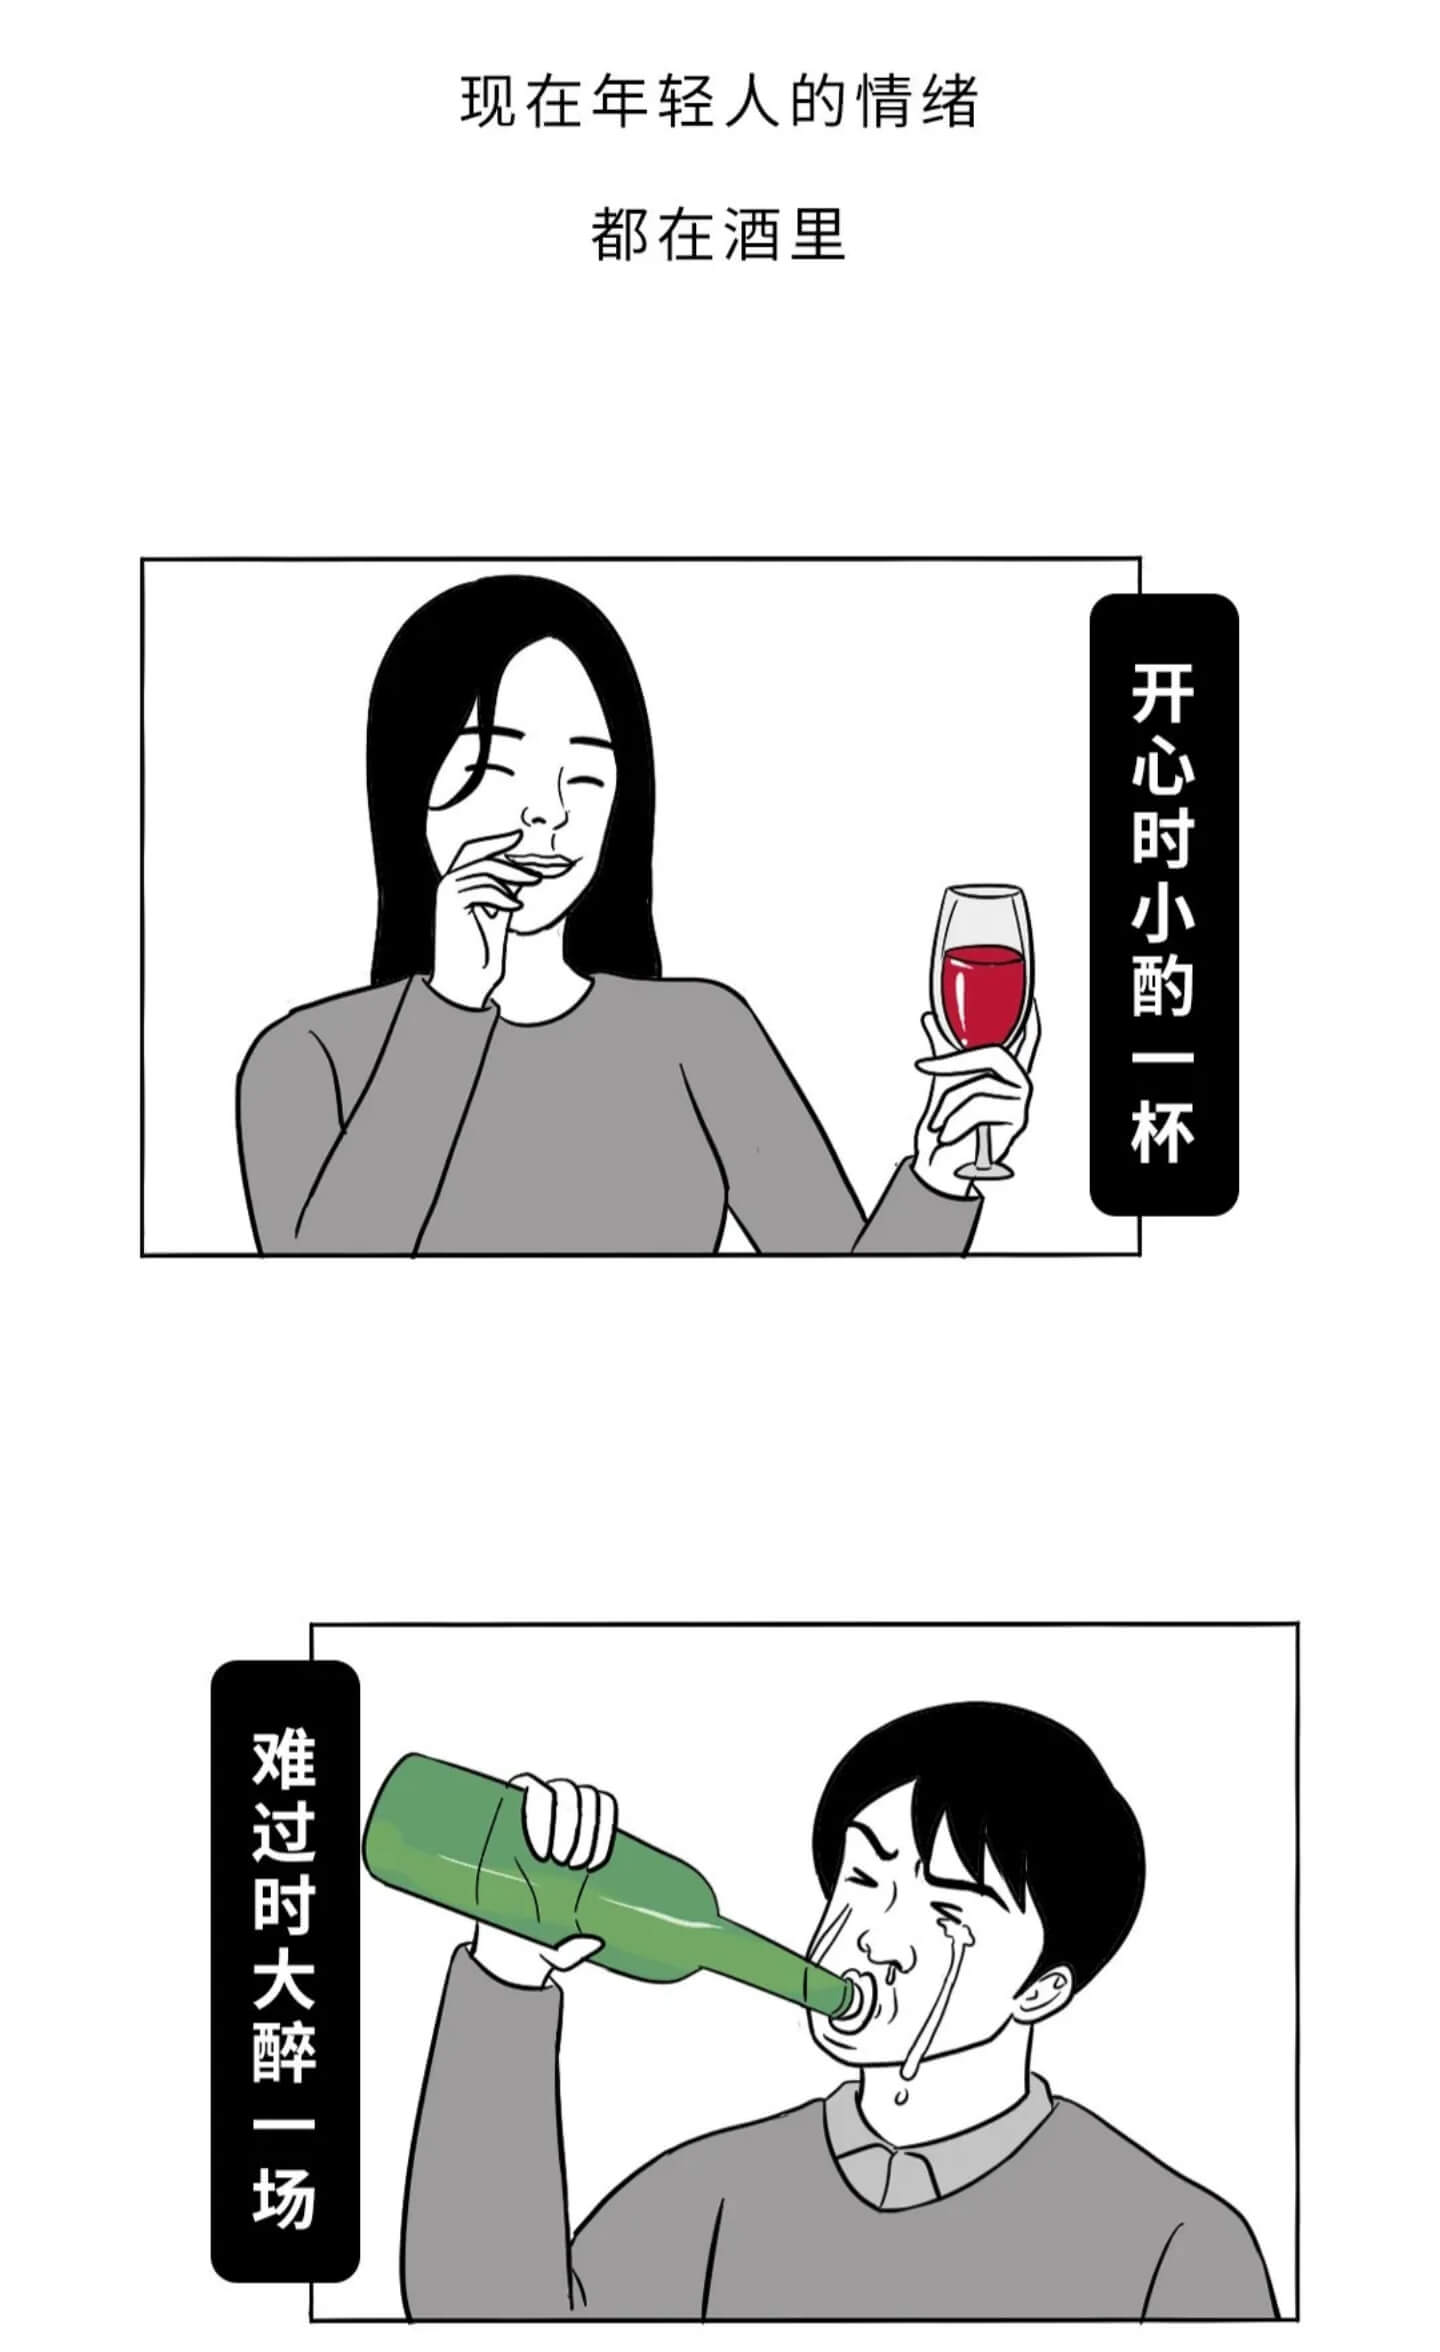 现在年轻人的情绪
都在酒里
开心时小酌一杯
难过时大醉一场